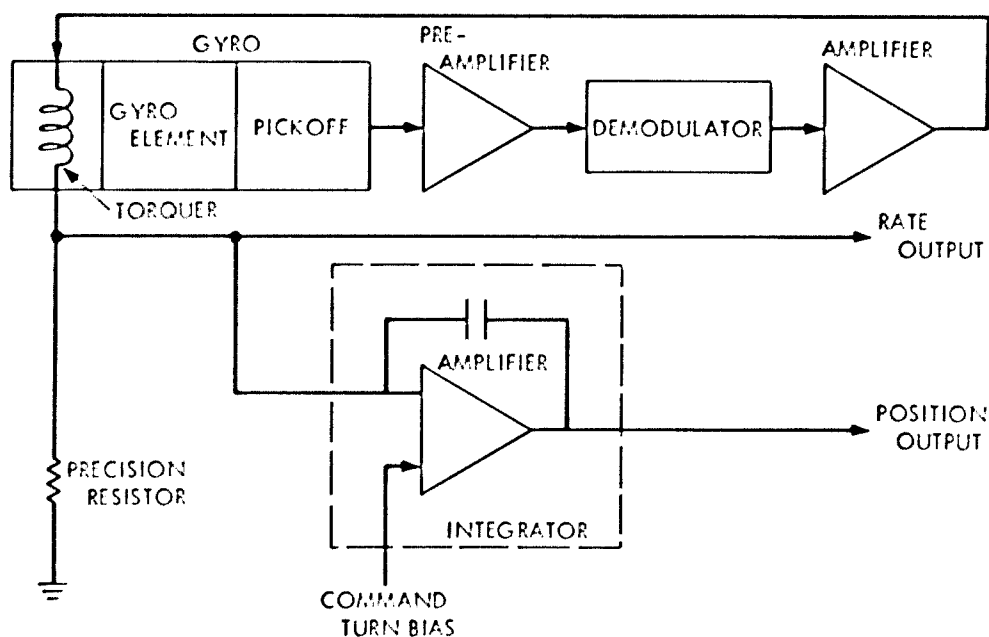 GYRO
PRE-
AMPLIFIER
AMPLIFIER
GYRO
ELEMENT
PICKOFF
DEMODULATOR
TORQUER
RATE
OUTPUT
AMPLIFIER
POSITION
OUTPUT
PRECISION
RESISTOR
INTEGRATOR
COMMAND
TURN BIAS